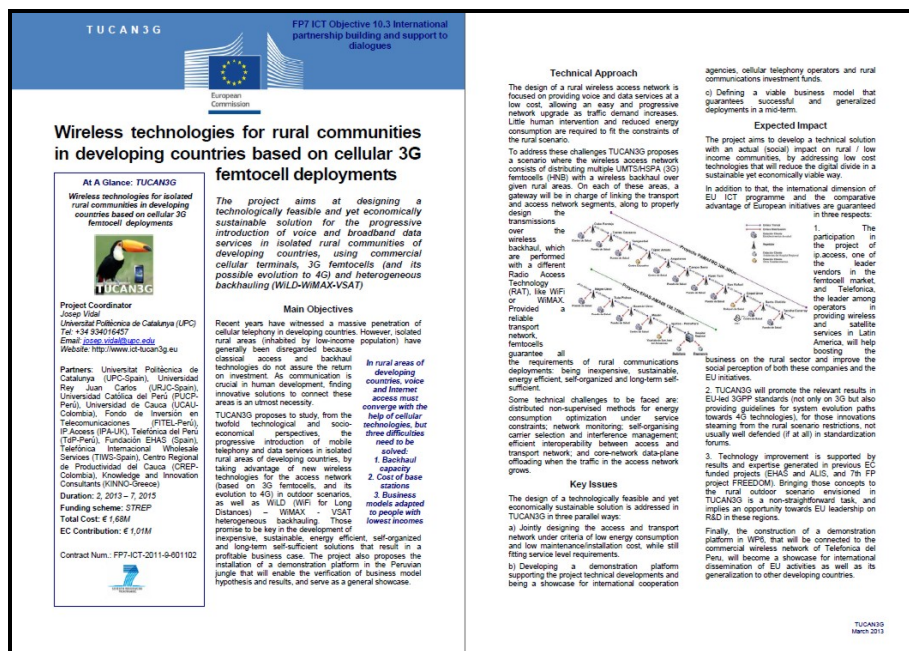 TUCAN3G
FP7 ICT Objective 10.3 International
partnership building and support to
dialogues
European
Commission
Wireless technologies for rural communities
in developing countries based on cellular 3G
femtocell deployments
At A Glance: TUCAN3G
Wireless technologies for isolated
rural communities in developing
countries based on cellular 3G
femtocell deployments
TUCAN3G
Project Coordinator
Josep Vidal
Universitat Politècnica de Catalunya (UPC)
Tel: +34 934016457
Email: josep.vidal@upc.edu
Website: http://www.ict-tucan3g.eu
Partners: Universitat Politècnica de
Catalunya (UPC-Spain), Universidad
Rey Juan Carlos (URJC-Spain),
Universidad Católica del Perú (PUCP-
Perú), Universidad de Cauca (UCAU-
Colombia), Fondo de Inversión en
Telecomunicaciones (FITEL-Perú),
IP.Access (IPA-UK), Telefónica del Perú
(TdP-Perú), Fundación EHAS (Spain),
Telefónica Internacional Wholesale
Services (TIWS-Spain), Centro Regional
de Productividad del Cauca (CREP-
Colombia), Knowledge and Innovation
Consultants (KINNO-Greece)
Duration: 2, 2013 – 7, 2015
Funding scheme: STREP
Total Cost: € 1,68M
EC Contribution: € 1,01M
Contract Num.: FP7-ICT-2011-9-601102
The project aims at designing a
technologically feasible and yet economically
sustainable solution for the progressive
introduction of voice and broadband data
services in isolated rural communities of
developing countries, using commercial
cellular terminals, 3G femtocells (and its
possible evolution to 4G) and heterogeneous
backhauling (WiLD-WiMAX-VSAT)
Main Objectives
Recent years have witnessed a massive penetration of
cellular telephony in developing countries. However, isolated
rural areas (inhabited by low-income population) have
generally been disregarded because
classical access and backhaul
technologies do not assure the return
on investment. As communication is
crucial in human development, finding
innovative solutions to connect these
areas is an utmost necessity.
TUCAN3G proposes to study, from the
twofold technological and socio-
economical perspectives, the
progressive introduction of mobile
telephony and data services in isolated
rural areas of developing countries, by
taking advantage of new wireless
technologies for the access network
(based on 3G femtocells, and its
evolution to 4G) in outdoor scenarios,
as well as WiLD (WiFi for Long
Distances) – WiMAX - VSAT
heterogeneous backhauling. Those
promise to be key in the development of
inexpensive, sustainable, energy efficient, self-organized
and long-term self-sufficient solutions that result in a
profitable business case. The project also proposes the
installation of a demonstration platform in the Peruvian
jungle that will enable the verification of business model
hypothesis and results, and serve as a general showcase.
In rural areas of
developing
countries, voice
and Internet
access must
converge with the
help of cellular
technologies, but
three difficulties
need to be
solved:
1. Backhaul
capacity
2. Cost of base
stations
3. Business
models adapted
to people with
lowest incomes
Technical Approach
The design of a rural wireless access network is
focused on providing voice and data services at a
low cost, allowing an easy and progressive
network upgrade as traffic demand increases.
Little human intervention and reduced energy
consumption are required to fit the constraints of
the rural scenario.
To address these challenges TUCAN3G proposes
a scenario where the wireless access network
consists of distributing multiple UMTS/HSPA (3G)
femtocells (HNB) with a wireless backhaul over
given rural areas. On each of these areas, a
gateway will be in charge of linking the transport
and access network segments, along to properly
design the
transmissions
over the
wireless
backhaul, which
are performed
with a different
Radio Access
Technology
(RAT), like WiFi
or WiMAX.
Provided a
reliable
transport
network,
femtocells
guarantee all
the requirements of rural communications
deployments: being inexpensive, sustainable,
energy efficient, self-organized and long-term self-
sufficient.
Some technical challenges to be faced are:
distributed non-supervised methods for energy
consumption optimization under service
constraints; network monitoring; self-organising
carrier selection and interference management;
efficient interoperability between access and
transport network; and core-network data-plane
offloading when the traffic in the access network
grows.
Key Issues
The design of a technologically feasible and yet
economically sustainable solution is addressed in
TUCAN3G in three parallel ways:
a) Jointly designing the access and transport
network under criteria of low energy consumption
and low maintenance/installation cost, while still
fitting service level requirements.
b) Developing a demonstration platform
supporting the project technical developments and
being a showcase for international cooperation
agencies, cellular telephony operators and rural
communications investment funds.
c) Defining a viable business model that
guarantees successful and generalized
deployments in a mid-term.
Expected Impact
The project aims to develop a technical solution
with an actual (social) impact on rural / low
income communities, by addressing low cost
technologies that will reduce the digital divide in a
sustainable yet economically viable way.
In addition to that, the international dimension of
EU ICT programme and the comparative
advantage of European initiatives are guaranteed
in three respects:
1. The
participation in
the project of
ip.access, one of
the leader
vendors in the
femtocell market,
and Telefonica,
the leader among
operators in
providing wireless
and satellite
services in Latin
America, will help
boosting the
business on the rural sector and improve the
social perception of both these companies and the
EU initiatives.
2. TUCAN3G will promote the relevant results in
EU-led 3GPP standards (not only on 3G but also
providing guidelines for system evolution paths
towards 4G technologies), for those innovations
steaming from the rural scenario restrictions, not
usually well defended (if at all) in standardization
forums.
3. Technology improvement is supported by
results and expertise generated in previous EC
funded projects (EHAS and ALIS, and 7th FP
project FREEDOM). Bringing those concepts to
the rural outdoor scenario envisioned in
TUCAN3G is a non-straightforward task, and
implies an opportunity towards EU leadership on
R&D in these regions.
Finally, the construction of a demonstration
platform in WP6, that will be connected to the
commercial wireless network of Telefonica del
Peru, will become a showcase for international
dissemination of EU activities as well as its
generalization to other developing countries.
TUCAN3G
March 2013